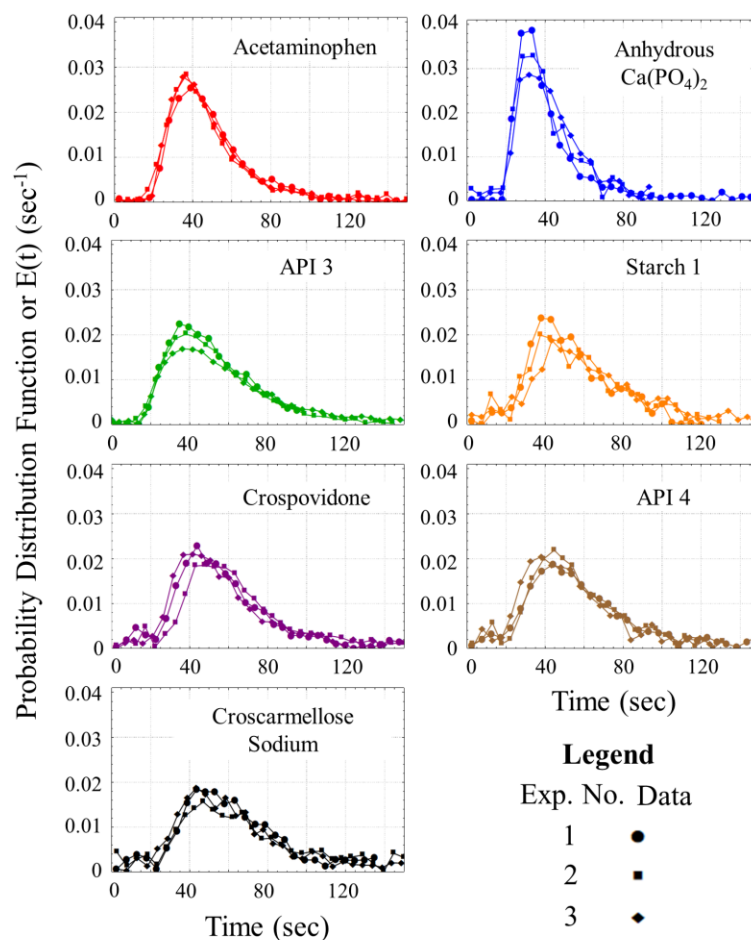 Probability Distribution Function or E(t) (sec⁻¹)
Acetaminophen
0.04
0.03
0.02
0.01
0
0 40 80 120
Anhydrous
Ca(PO₄)₂
0.04
0.03
0.02
0.01
0
0 40 80 120
API 3
0.04
0.03
0.02
0.01
0
0 40 80 120
Starch 1
0.04
0.03
0.02
0.01
0
0 40 80 120
Crospovidone
0.04
0.03
0.02
0.01
0
0 40 80 120
API 4
0.04
0.03
0.02
0.01
0
0 40 80 120
Time (sec)
Croscarmellose
Sodium
0.04
0.03
0.02
0.01
0
0 40 80 120
Time (sec)
Legend
Exp. No. Data
1
2
3